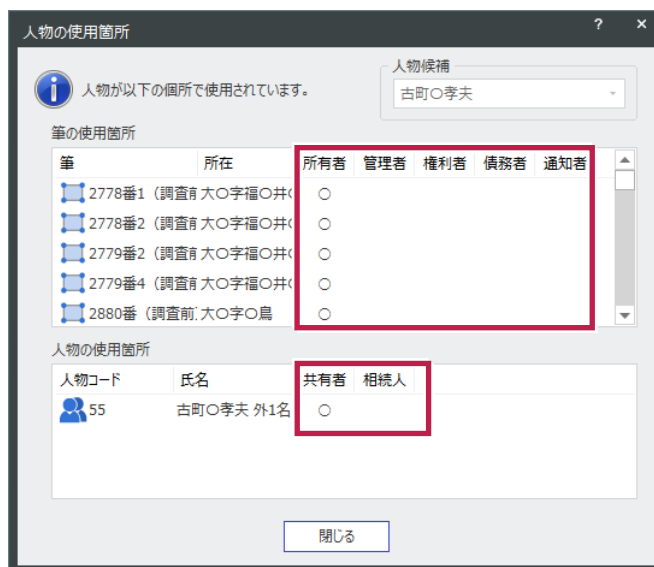 人物の使用箇所 ? ×
人物が以下の個所で使用されています。
人物候補
古町〇孝夫
筆の使用箇所
筆 所在 所有者 管理者 権利者 債務者 通知者
2778番1（調査前 大〇字福〇井〇 〇
2778番2（調査前 大〇字福〇井〇 〇
2779番2（調査前 大〇字福〇井〇 〇
2779番4（調査前 大〇字福〇井〇 〇
2880番（調査前） 大〇字〇鳥 〇
人物の使用箇所
人物コード 氏名 共有者 相続人
55 古町〇孝夫 外1名 〇
閉じる